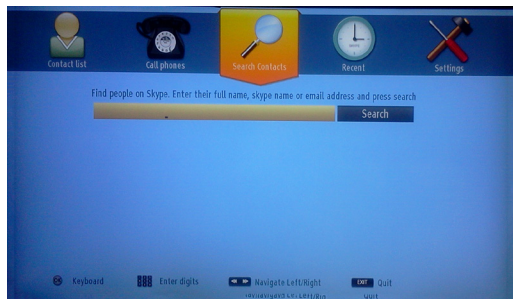 Contact list
Call phones
Search Contacts
Recent
Settings
Find people on Skype. Enter their full name, skype name or email address and press search
Search
Keyboard
Enter digits
Navigate Left/Right
EXIT Quit
Quit